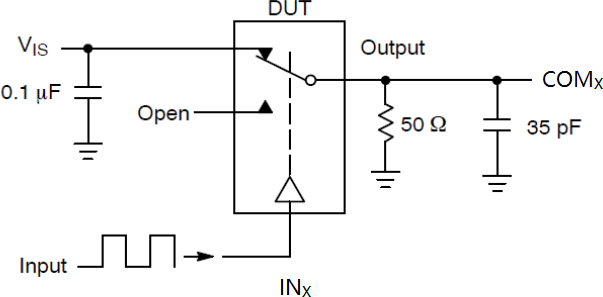 DUT
VIS
Output
COMX
0.1 μF
Open
50 Ω
35 pF
Input
INX